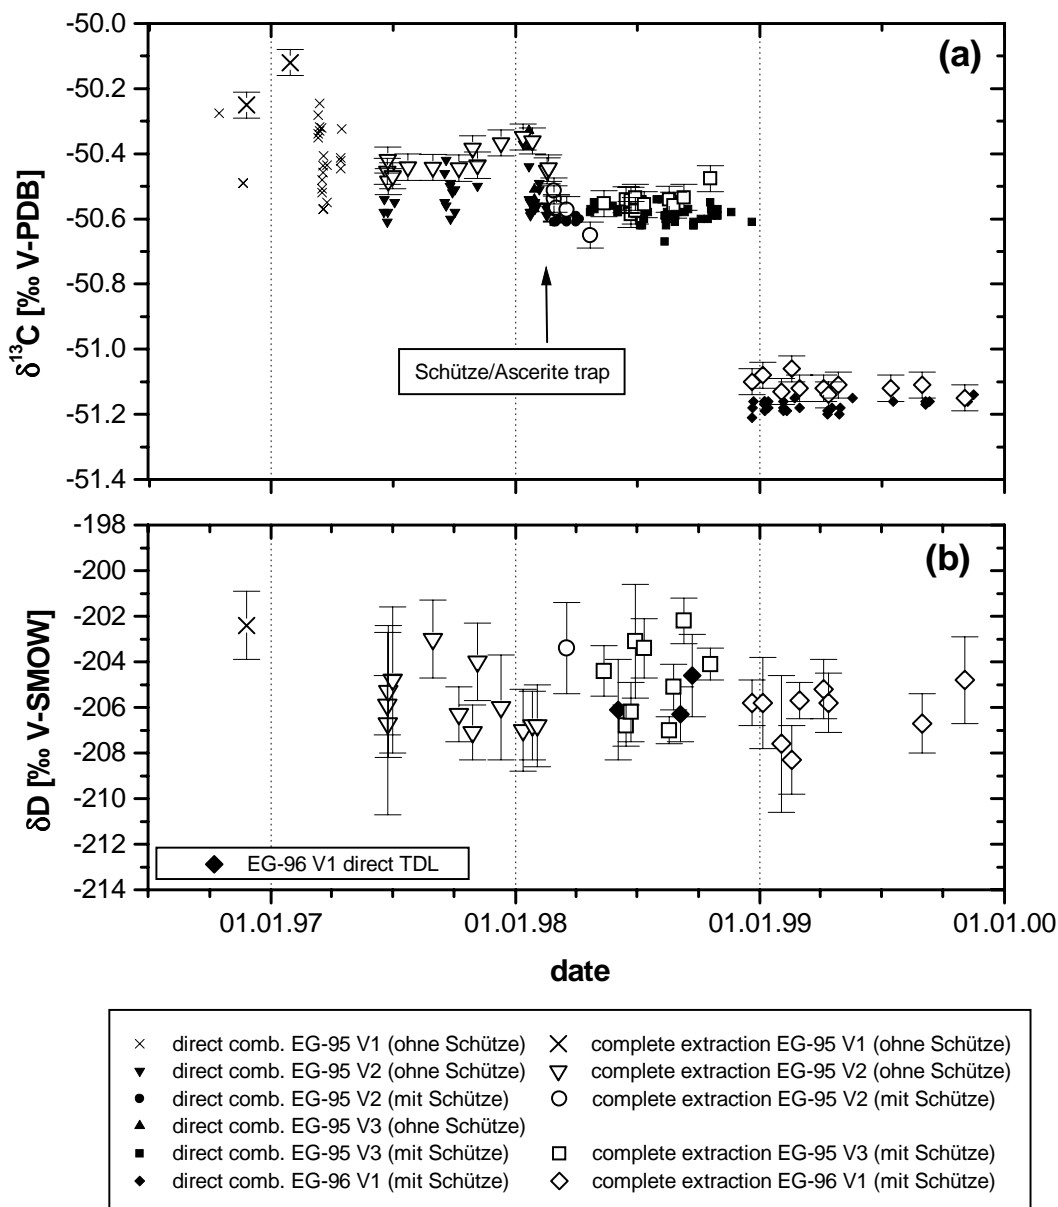 -50.0
(a)
-50.2
-50.4
-50.6
-50.8
-51.0
-51.2
-51.4
δ¹³C [‰ V-PDB]
Schütze/Ascerite trap
-198
(b)
-200
-202
-204
-206
-208
-210
-212
-214
δD [‰ V-SMOW]
EG-96 V1 direct TDL
01.01.97 01.01.98 01.01.99 01.01.00
date
direct comb. EG-95 V1 (ohne Schütze) complete extraction EG-95 V1 (ohne Schütze)
direct comb. EG-95 V2 (ohne Schütze) complete extraction EG-95 V2 (ohne Schütze)
direct comb. EG-95 V2 (mit Schütze) complete extraction EG-95 V2 (mit Schütze)
direct comb. EG-95 V3 (ohne Schütze)
direct comb. EG-95 V3 (mit Schütze) complete extraction EG-95 V3 (mit Schütze)
direct comb. EG-96 V1 (mit Schütze) complete extraction EG-96 V1 (mit Schütze)